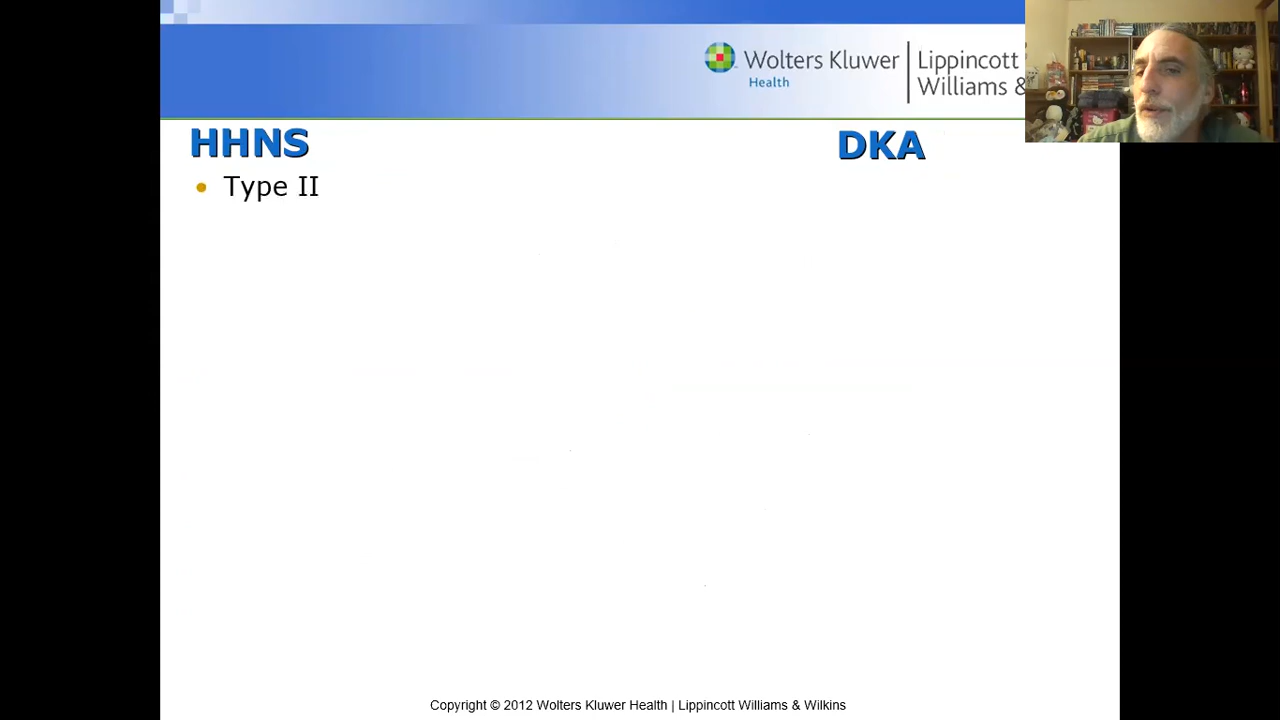 Wolters Kluwer
Health
Lippincott
Williams &
HHNS
DKA
• Type II
Copyright © 2012 Wolters Kluwer Health | Lippincott Williams & Wilkins